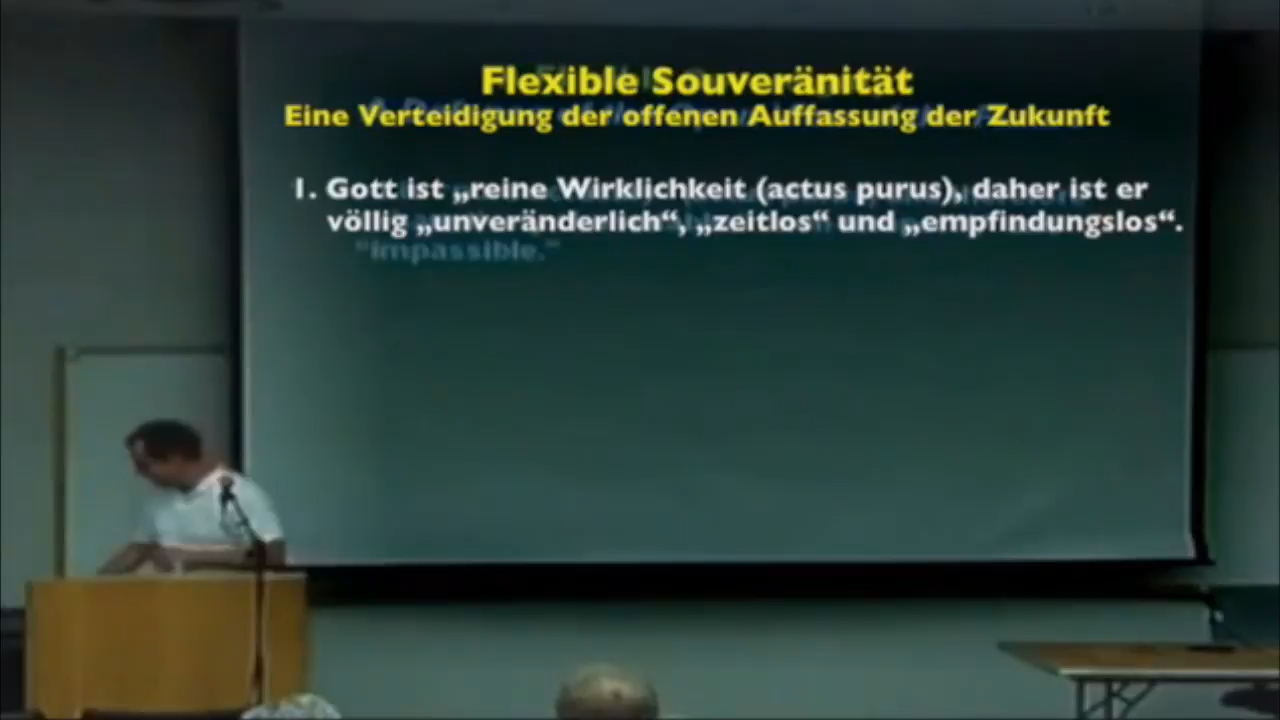 Flexible Souveränität
Eine Verteidigung der offenen Auffassung der Zukunft
1. Gott ist „reine Wirklichkeit (actus purus), daher ist er
völlig „unveränderlich“, „zeitlos“ und „empfindungslos“.
“impassible.”